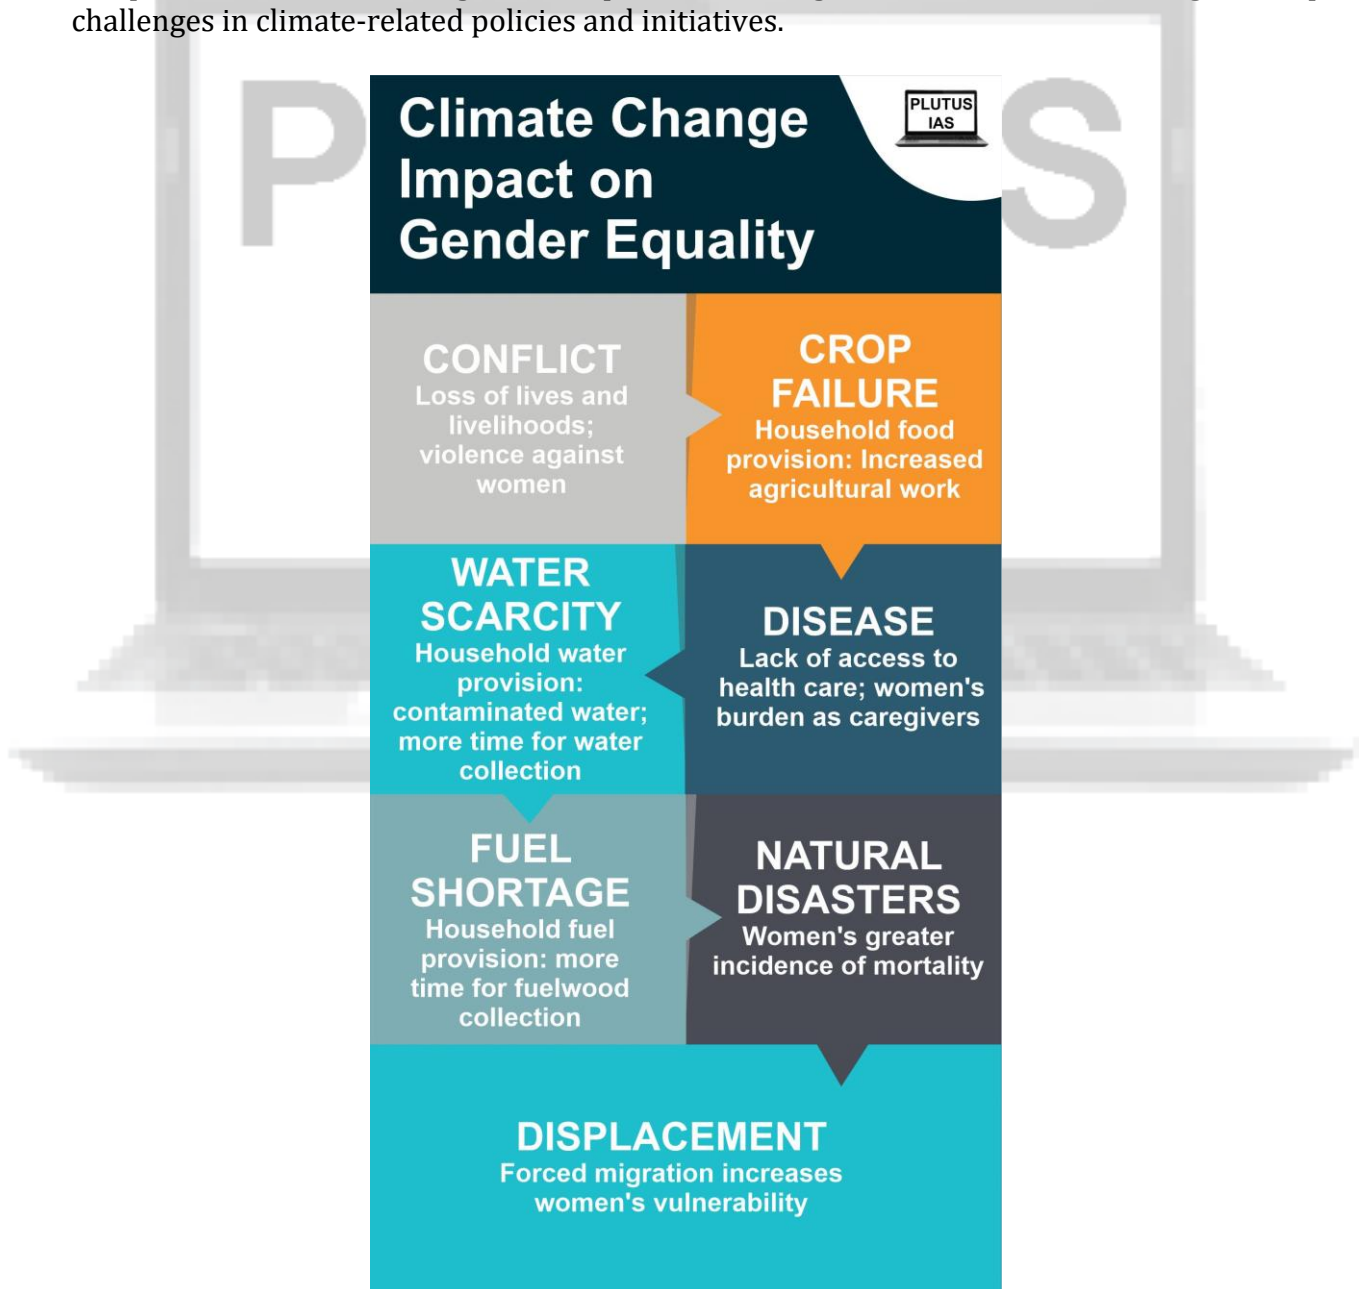 challenges in climate-related policies and initiatives.
Climate Change
Impact on
Gender Equality
PLUTUS
IAS
CONFLICT
Loss of lives and
livelihoods;
violence against
women
CROP
FAILURE
Household food
provision: Increased
agricultural work
WATER
SCARCITY
Household water
provision:
contaminated water;
more time for water
collection
DISEASE
Lack of access to
health care; women's
burden as caregivers
FUEL
SHORTAGE
Household fuel
provision: more
time for fuelwood
collection
NATURAL
DISASTERS
Women's greater
incidence of mortality
DISPLACEMENT
Forced migration increases
women's vulnerability